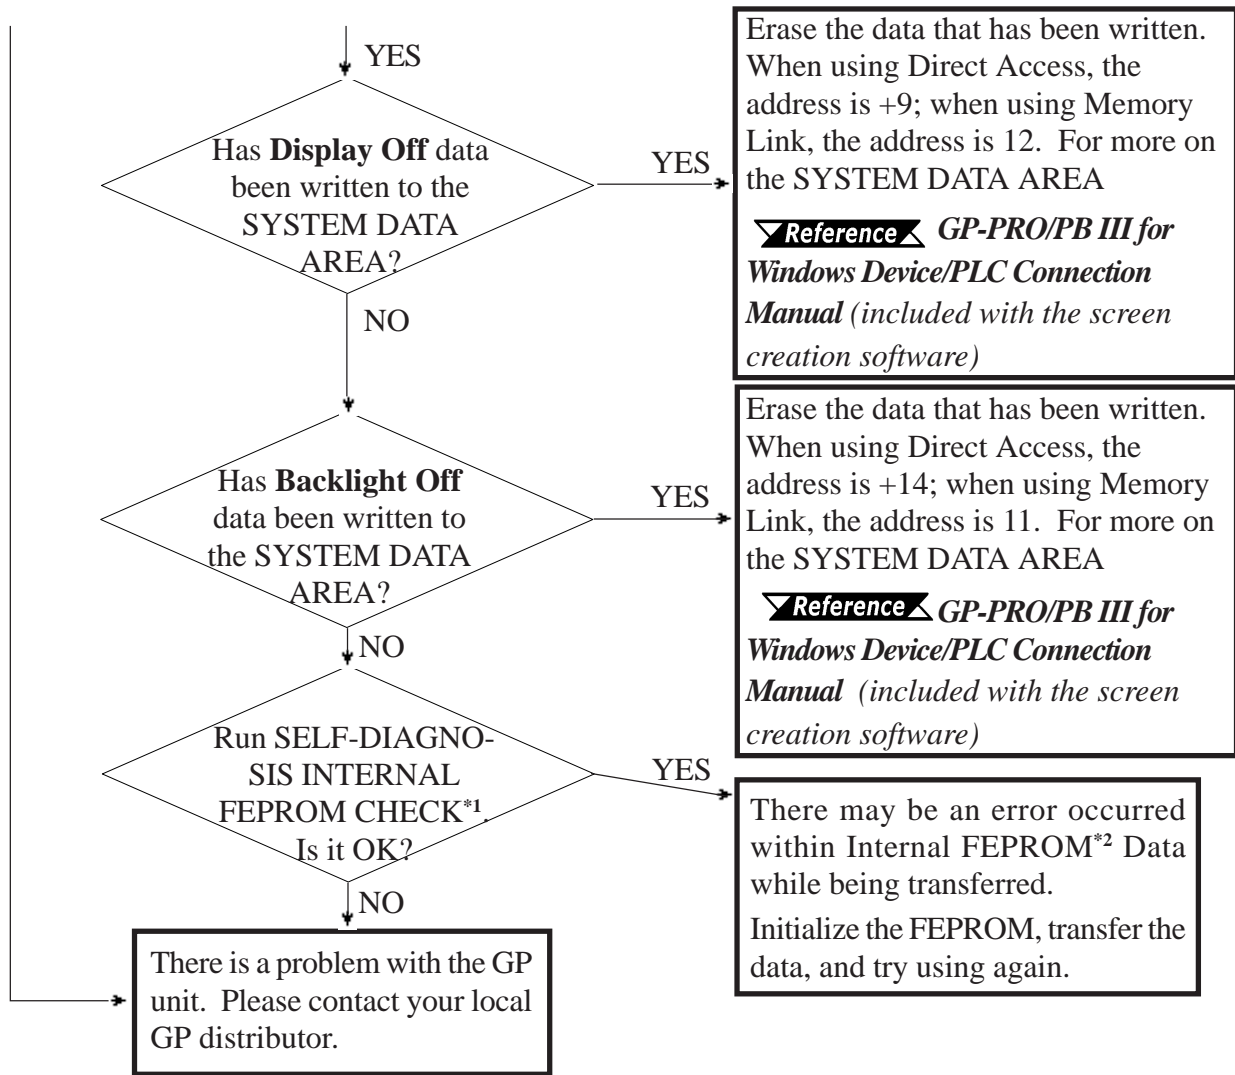 YES
Has Display Off data
been written to the
SYSTEM DATA
AREA?
YES
Erase the data that has been written.
When using Direct Access, the
address is +9; when using Memory
Link, the address is 12. For more on
the SYSTEM DATA AREA
Reference GP-PRO/PB III for
Windows Device/PLC Connection
Manual (included with the screen
creation software)
NO
Has Backlight Off
data been written to
the SYSTEM DATA
AREA?
YES
Erase the data that has been written.
When using Direct Access, the
address is +14; when using Memory
Link, the address is 11. For more on
the SYSTEM DATA AREA
Reference GP-PRO/PB III for
Windows Device/PLC Connection
Manual (included with the screen
creation software)
NO
Run SELF-DIAGNO-
SIS INTERNAL
FEPROM CHECK*1.
Is it OK?
YES
There may be an error occurred
within Internal FEPROM*2 Data
while being transferred.
Initialize the FEPROM, transfer the
data, and try using again.
NO
There is a problem with the GP
unit. Please contact your local
GP distributor.